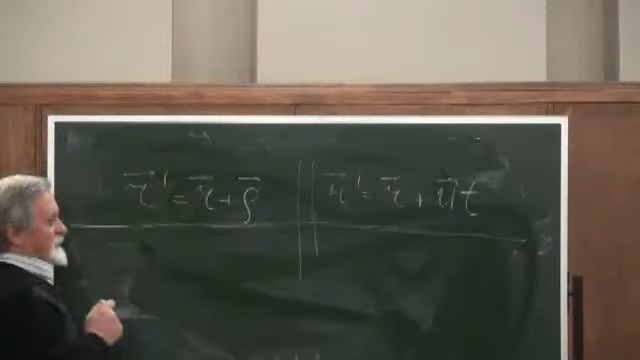 r̄' = r̄ + ρ̄ || r̄' = r̄ + ūt